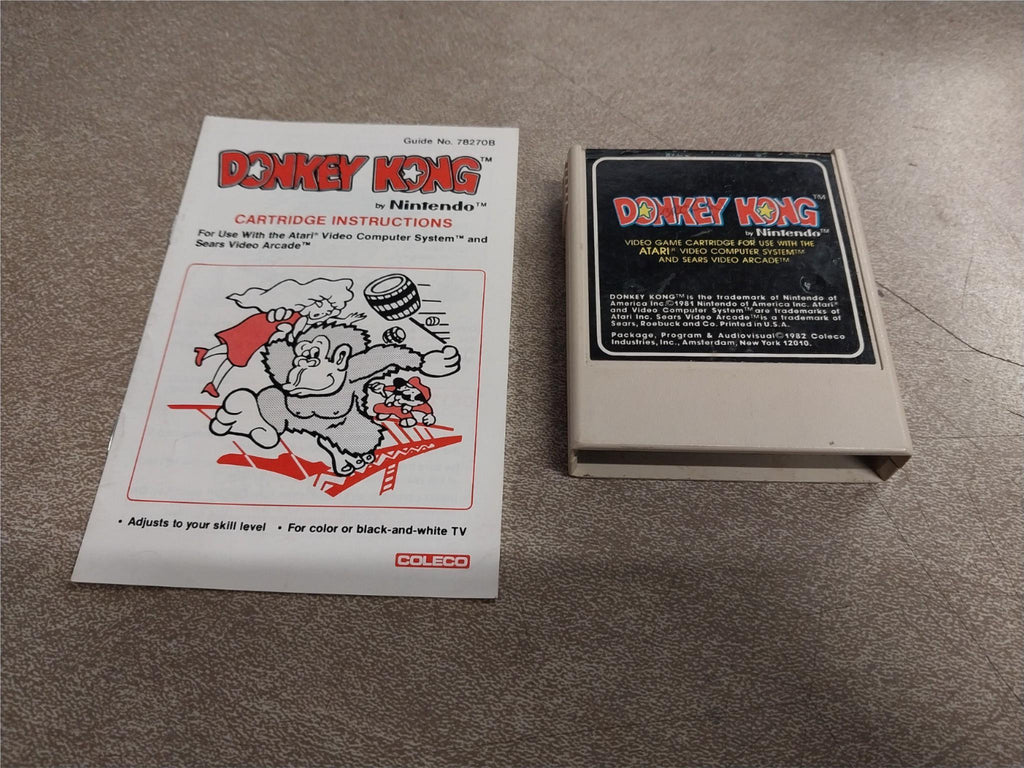 Guide No. 78270B
DONKEY KONG™
by Nintendo™
CARTRIDGE INSTRUCTIONS
For Use With the Atari® Video Computer System™ and
Sears Video Arcade™
• Adjusts to your skill level • For color or black-and-white TV
COLECO
DONKEY KONG™
by Nintendo™
VIDEO GAME CARTRIDGE FOR USE WITH THE
ATARI® VIDEO COMPUTER SYSTEM™
AND SEARS VIDEO ARCADE™
DONKEY KONG™ is the trademark of Nintendo of
America Inc.©1981 Nintendo of America Inc. Atari®
and Video Computer System™ are trademarks of
Atari Inc. Sears Video Arcade™ is a trademark of
Sears, Roebuck and Co. Printed in U.S.A.
Package, Program & Audiovisual©1982 Coleco
Industries, Inc., Amsterdam, New York 12010.